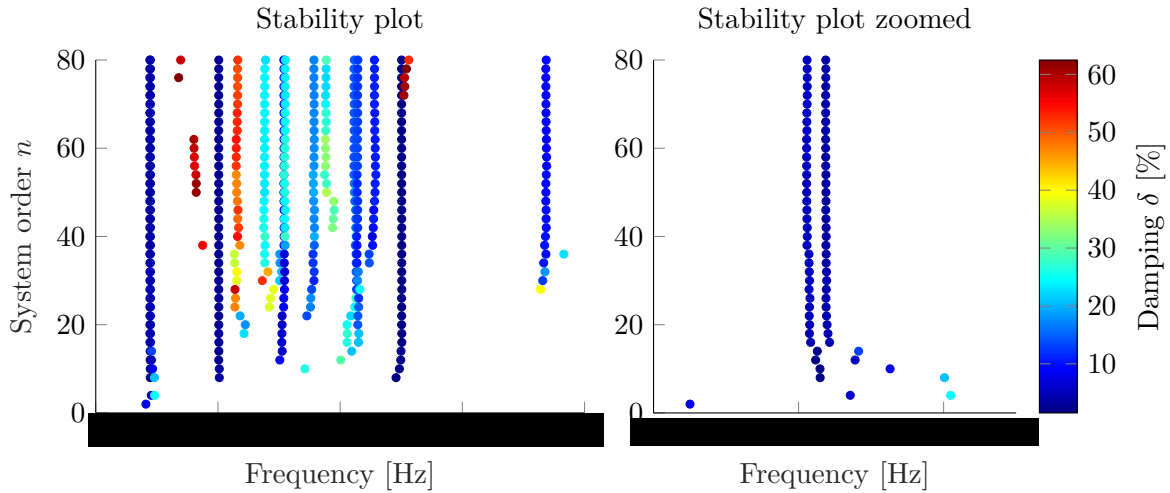 Stability plot
Stability plot zoomed
80
60
40
20
0
System order n
Frequency [Hz]
80
60
40
20
0
Frequency [Hz]
60
50
40
30
20
10
Damping δ [%]